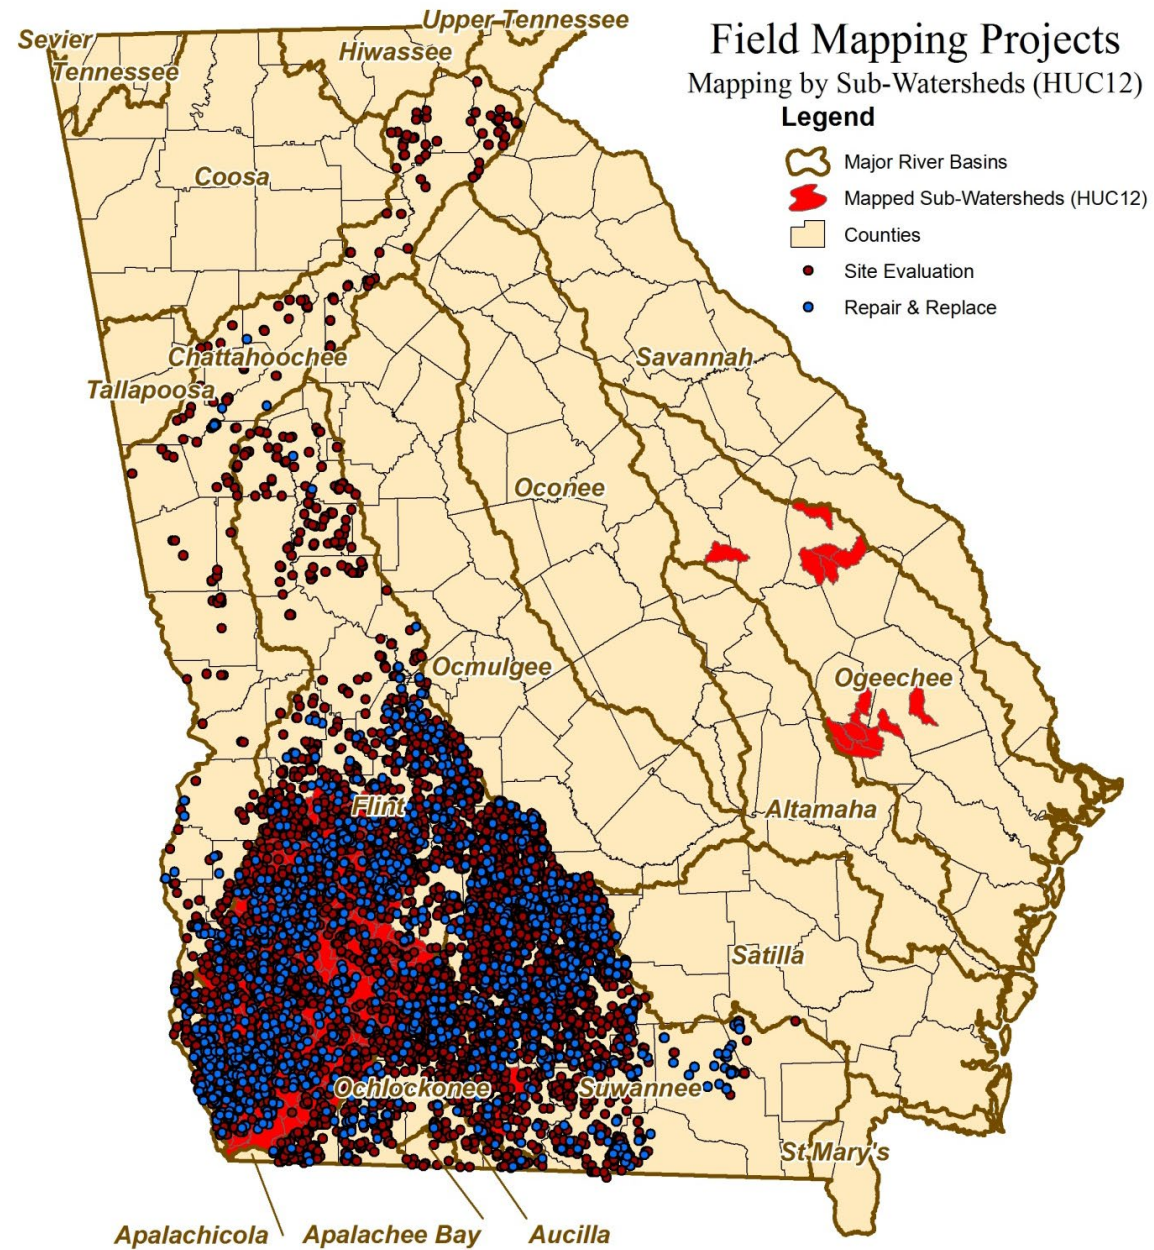 Field Mapping Projects
Mapping by Sub-Watersheds (HUC12)
Legend
Major River Basins
Mapped Sub-Watersheds (HUC12)
Counties
Site Evaluation
Repair & Replace
Upper Tennessee
Sevier
Hiwassee
Tennessee
Coosa
Chattahoochee
Savannah
Tallapoosa
Oconee
Ocmulgee
Ogeechee
Flint
Altamaha
Satilla
Ochlockonee
Suwannee
St Mary's
Apalachicola
Apalachee Bay
Aucilla